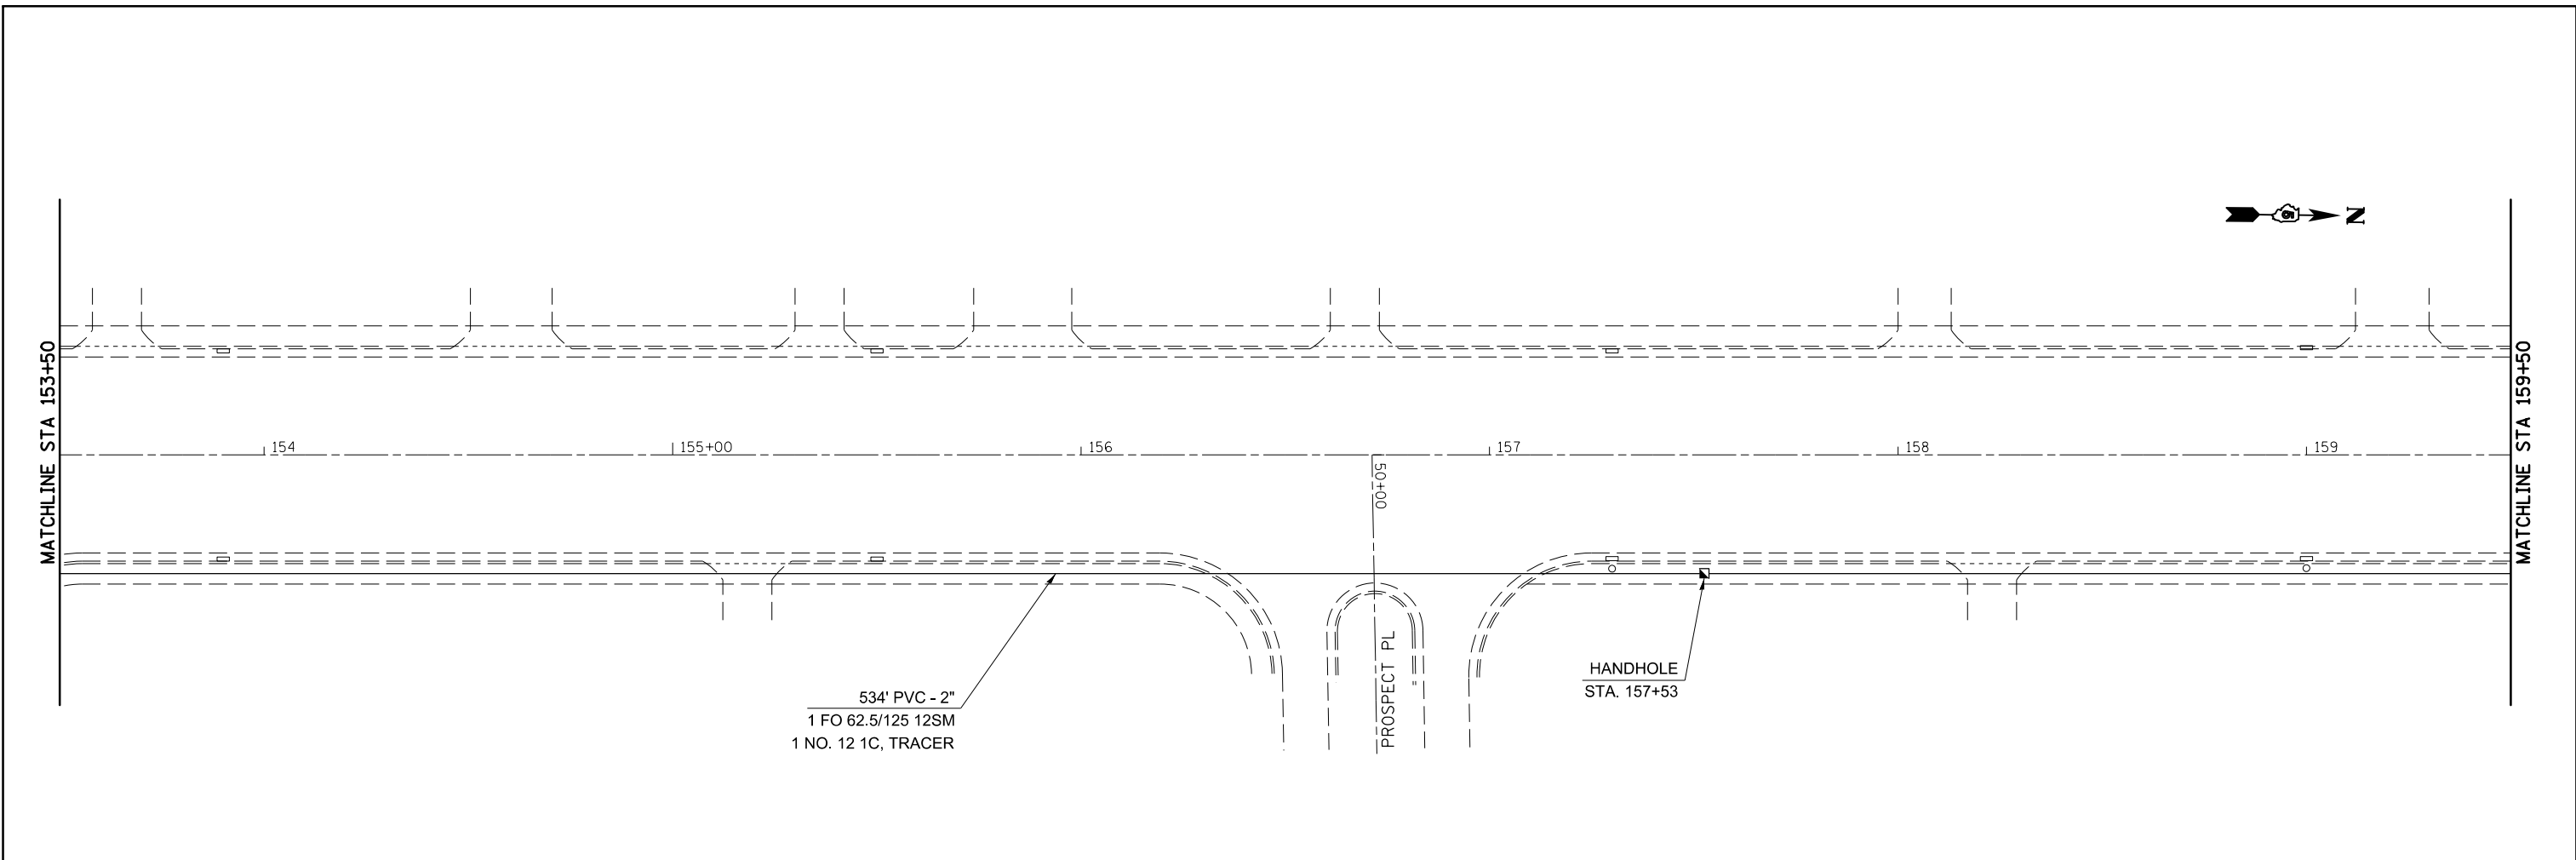 N
MATCHLINE STA 153+50
MATCHLINE STA 159+50
154
155+00
156
157
158
159
50+00
PROSPECT PL
534' PVC - 2"
1 FO 62.5/125 12SM
1 NO. 12 1C, TRACER
HANDHOLE
STA. 157+53